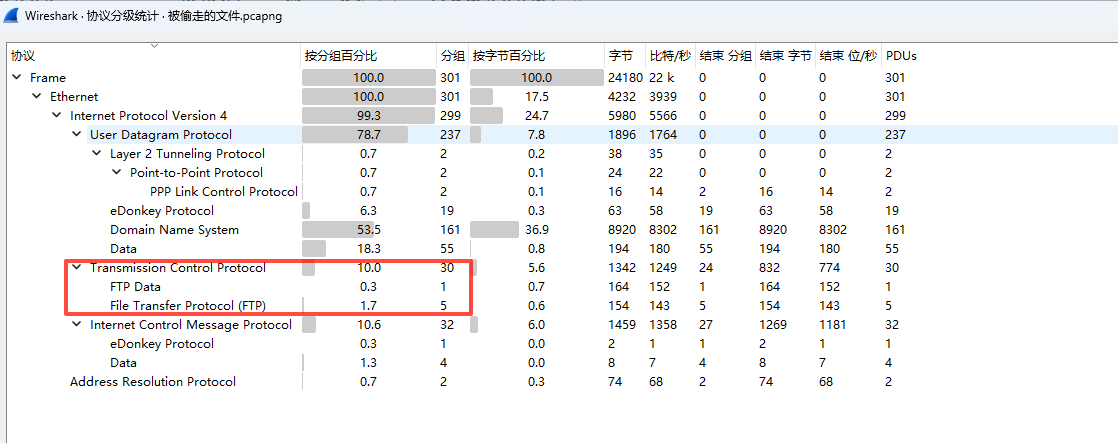 Wireshark · 协议分级统计 · 被偷走的文件.pcapng
协议 按分组百分比 分组 按字节百分比 字节 比特/秒 结束 分组 结束 字节 结束 位/秒 PDUs
Frame 100.0 301 100.0 24180 22 k 0 0 0 301
Ethernet 100.0 301 17.5 4232 3939 0 0 0 301
Internet Protocol Version 4 99.3 299 24.7 5980 5566 0 0 0 299
User Datagram Protocol 78.7 237 7.8 1896 1764 0 0 0 237
Layer 2 Tunneling Protocol 0.7 2 0.2 38 35 0 0 0 2
Point-to-Point Protocol 0.7 2 0.1 24 22 0 0 0 2
PPP Link Control Protocol 0.7 2 0.1 16 14 2 16 14 2
eDonkey Protocol 6.3 19 0.3 63 58 19 63 58 19
Domain Name System 53.5 161 36.9 8920 8302 161 8920 8302 161
Data 18.3 55 0.8 194 180 55 194 180 55
Transmission Control Protocol 10.0 30 5.6 1342 1249 24 832 774 30
FTP Data 0.3 1 0.7 164 152 1 164 152 1
File Transfer Protocol (FTP) 1.7 5 0.6 154 143 5 154 143 5
Internet Control Message Protocol 10.6 32 6.0 1459 1358 27 1269 1181 32
eDonkey Protocol 0.3 1 0.0 2 1 1 2 1 1
Data 1.3 4 0.0 8 7 4 8 7 4
Address Resolution Protocol 0.7 2 0.3 74 68 2 74 68 2